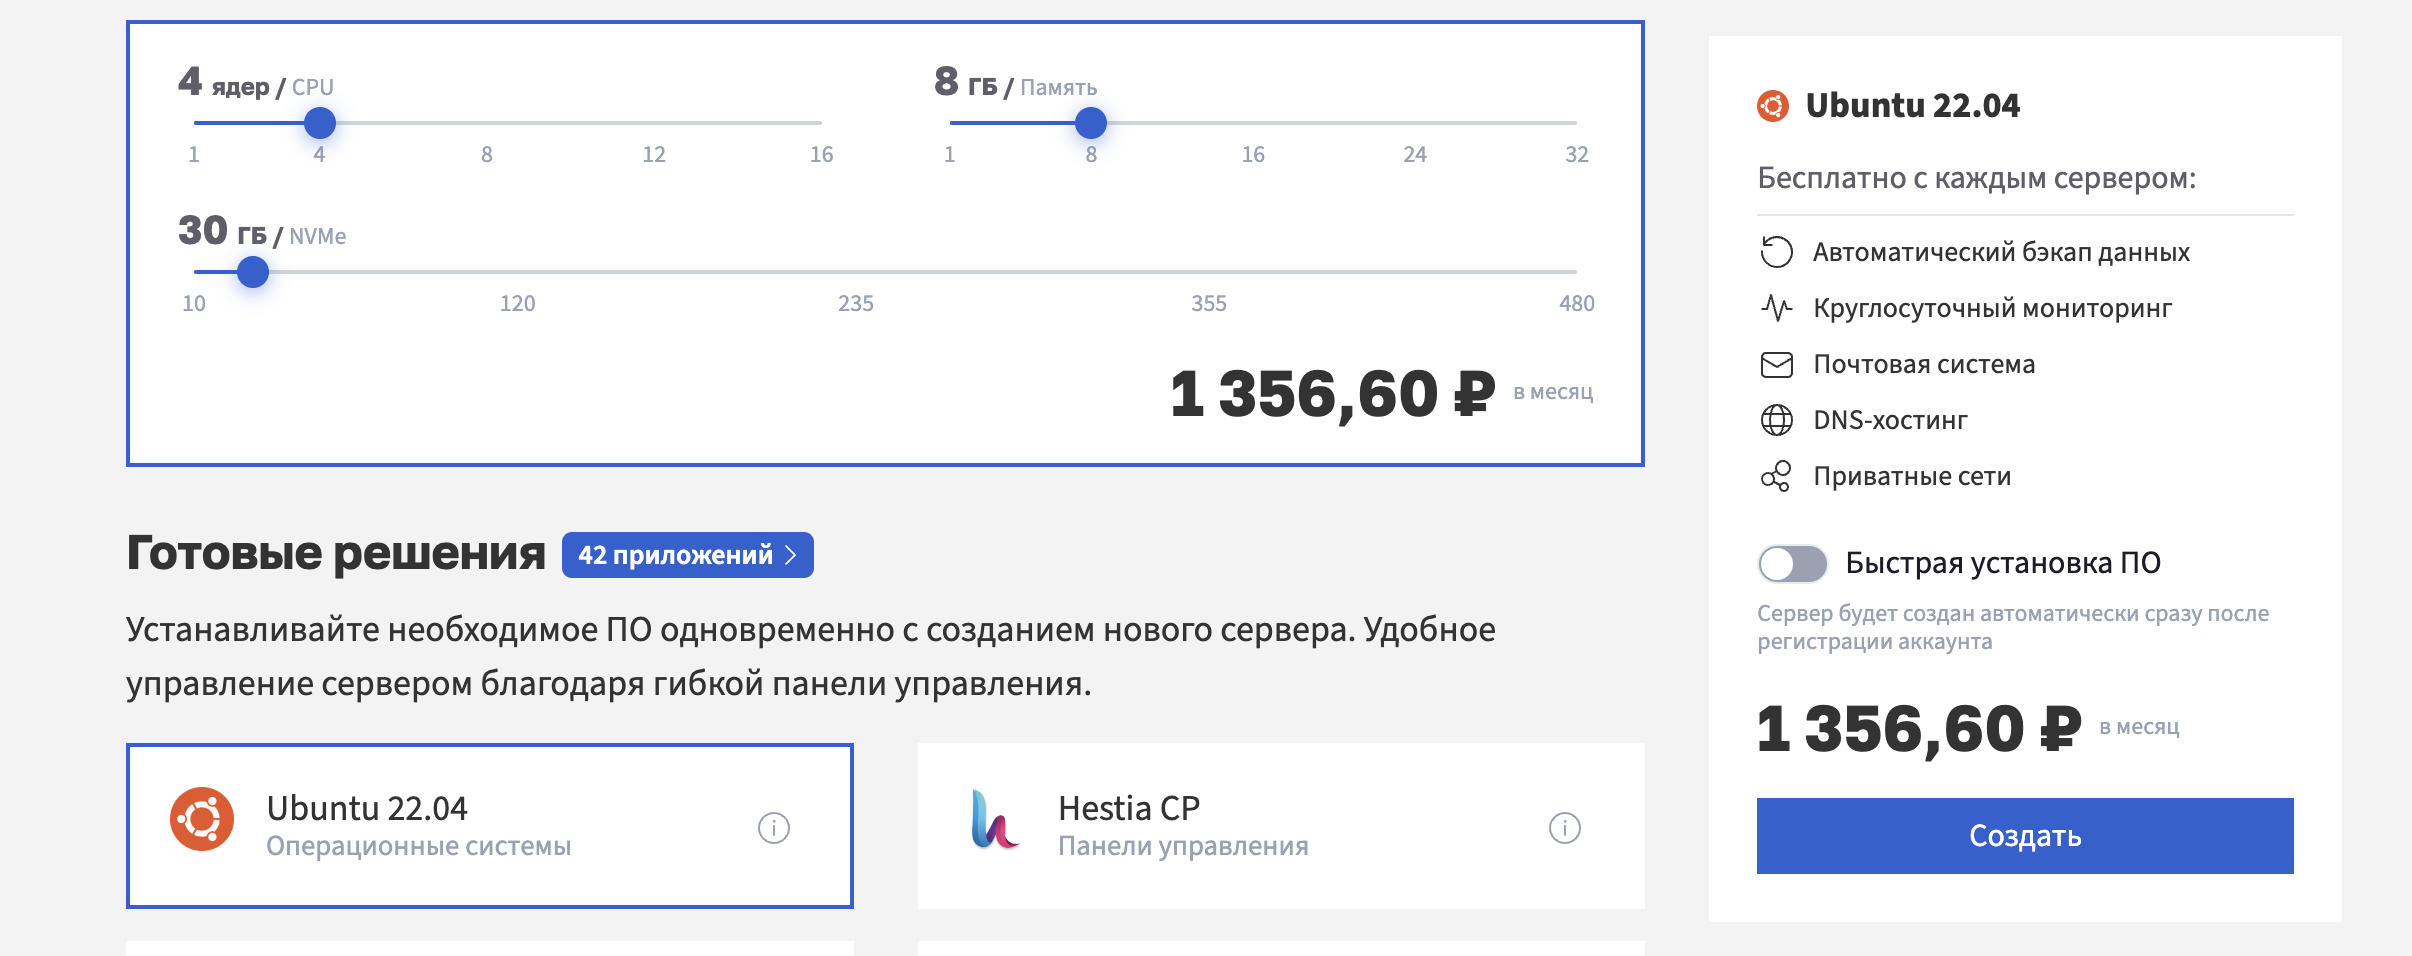 4 ядер / CPU
1 4 8 12 16
8 ГБ / Память
1 8 16 24 32
30 ГБ / NVMe
10 120 235 355 480
1 356,60 ₽ в месяц
Готовые решения
42 приложений
Устанавливайте необходимое ПО одновременно с созданием нового сервера. Удобное
управление сервером благодаря гибкой панели управления.
Ubuntu 22.04
Операционные системы
Hestia CP
Панели управления
Ubuntu 22.04
Бесплатно с каждым сервером:
Автоматический бэкап данных
Круглосуточный мониторинг
Почтовая система
DNS-хостинг
Приватные сети
Быстрая установка ПО
Сервер будет создан автоматически сразу после
регистрации аккаунта
1 356,60 ₽ в месяц
Создать